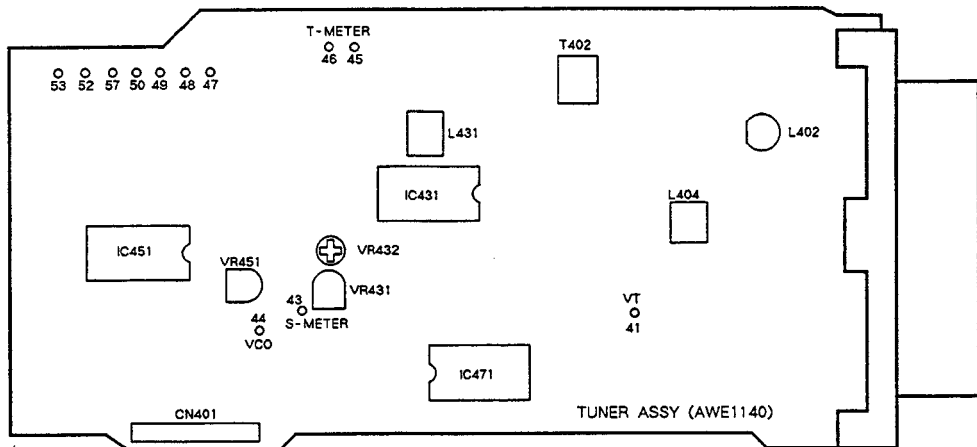 T-METER
46 45
T402
53 52 57 50 49 48 47
L431
L402
IC431
L404
IC451
VR432
VR451
VR431
43
S-METER
VT
41
44
VCO
IC471
CN401
TUNER ASSY (AWE1140)